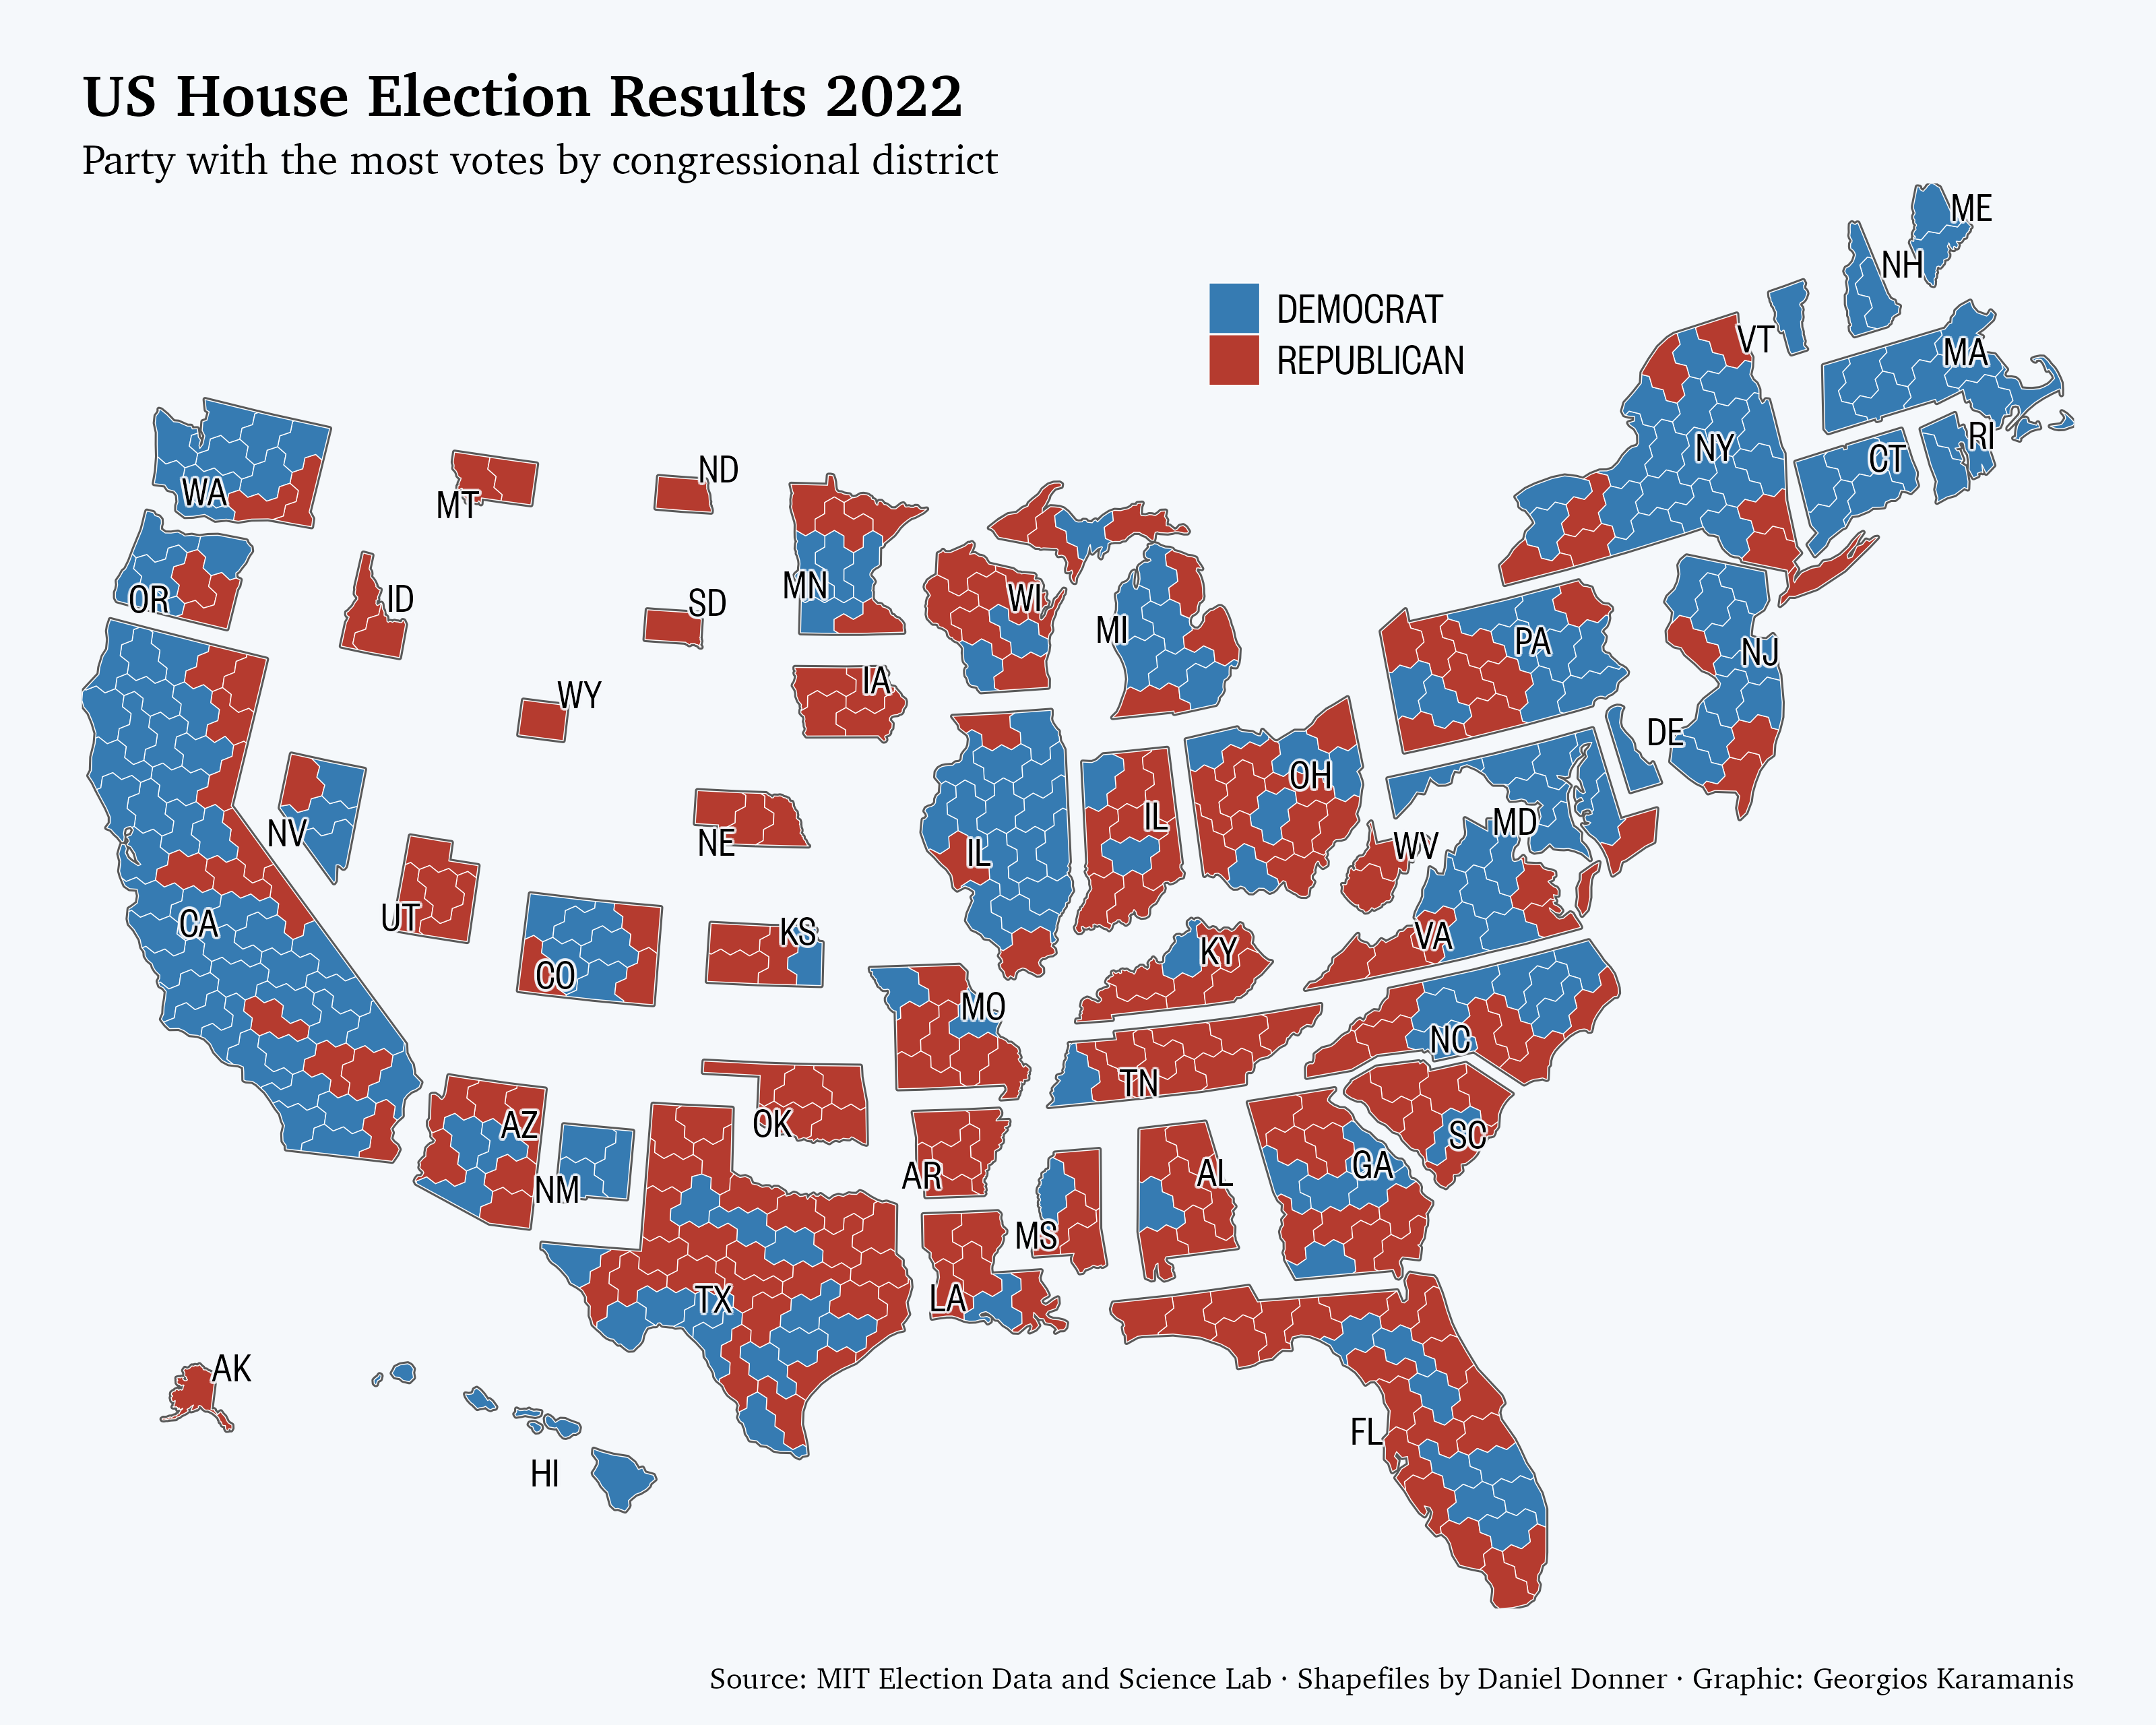 US House Election Results 2022
Party with the most votes by congressional district
ME
NH
DEMOCRAT
VT
MA
REPUBLICAN
RI
NY
CT
ND
WA
MT
MN
WI
OR
ID
SD
MI
PA
NJ
IA
WY
DE
OH
NV
NE
IL
IL
MD
WV
UT
CA
KS
KY
VA
CO
MO
NC
TN
AZ
OK
SC
NM
AR
AL
GA
MS
TX
LA
AK
FL
HI
Source: MIT Election Data and Science Lab · Shapefiles by Daniel Donner · Graphic: Georgios Karamanis